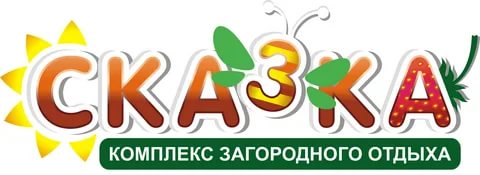 СКАЗКА
КОМПЛЕКС ЗАГОРОДНОГО ОТДЫХА